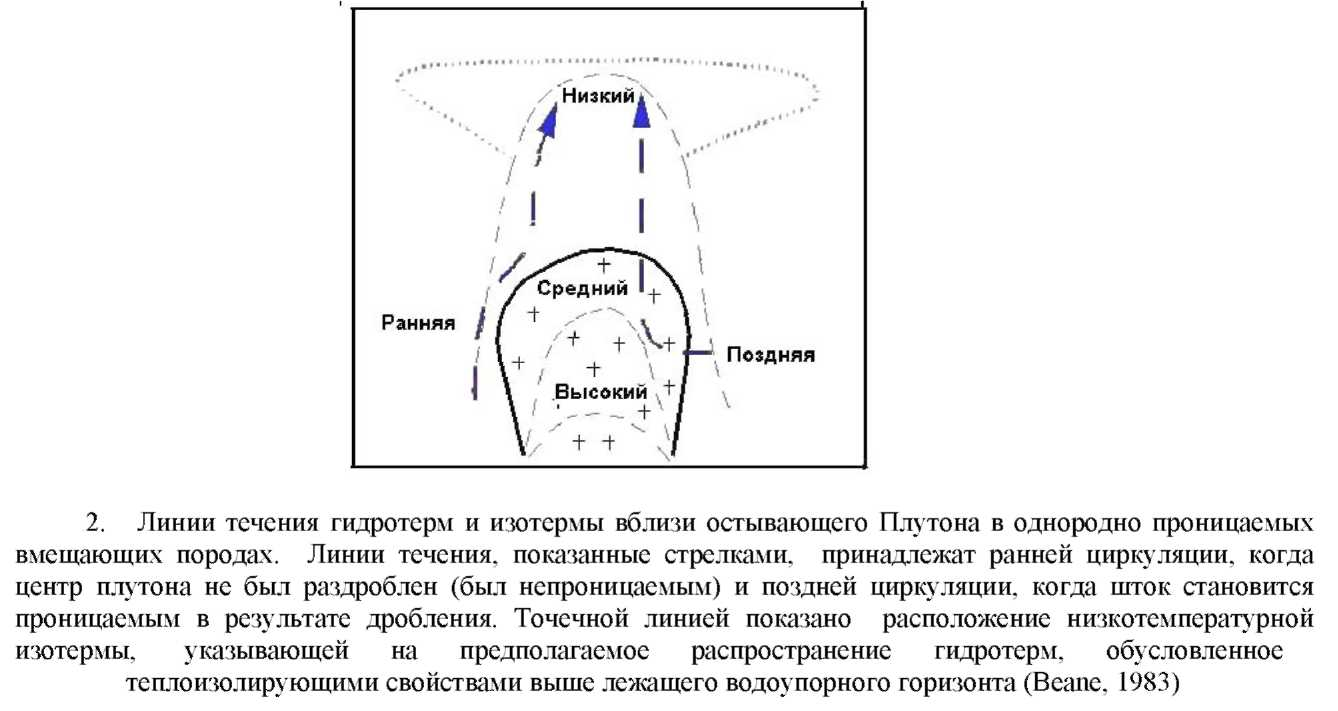 Низкий
Средний
Ранняя
Поздняя
Высокий
2. Линии течения гидротерм и изотермы вблизи остывающего Плутона в однородно проницаемых
вмещающих породах. Линии течения, показанные стрелками, принадлежат ранней циркуляции, когда
центр плутона не был раздроблен (был непроницаемым) и поздней циркуляции, когда шток становится
проницаемым в результате дробления. Точечной линией показано расположение низкотемпературной
изотермы, указывающей на предполагаемое распространение гидротерм, обусловленное
теплоизолирующими свойствами выше лежащего водоупорного горизонта (Beane, 1983)